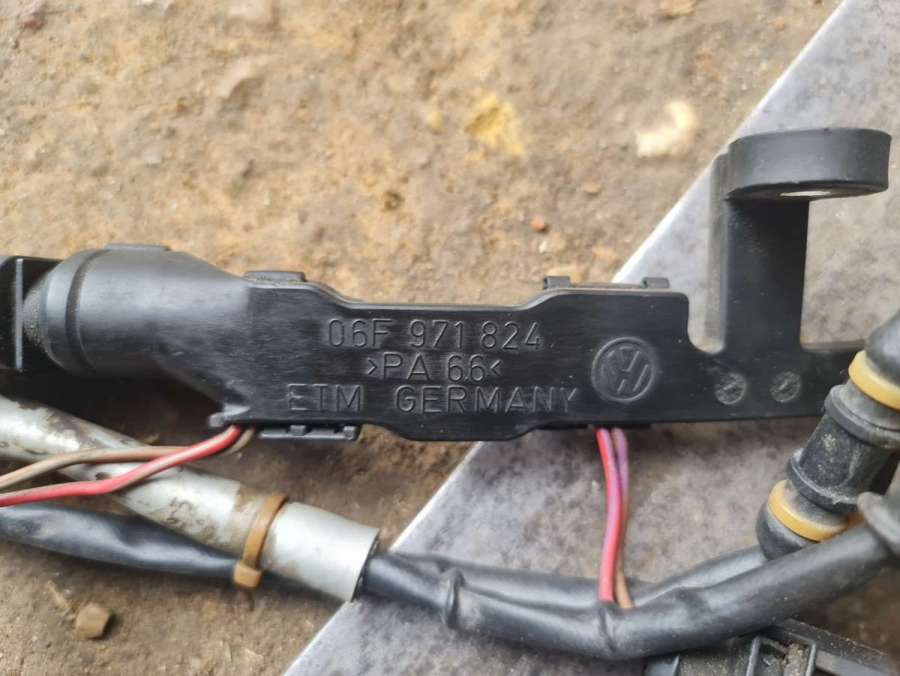 06F 971 824
>PA 66<
ETM GERMANY